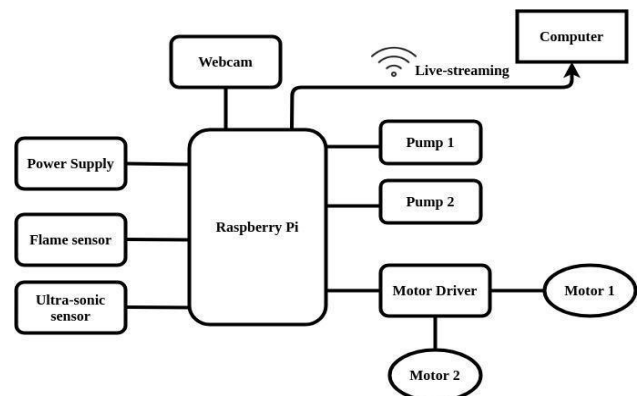 Computer
Webcam
Live-streaming
Power Supply
Pump 1
Pump 2
Raspberry Pi
Flame sensor
Ultra-sonic
sensor
Motor Driver
Motor 1
Motor 2